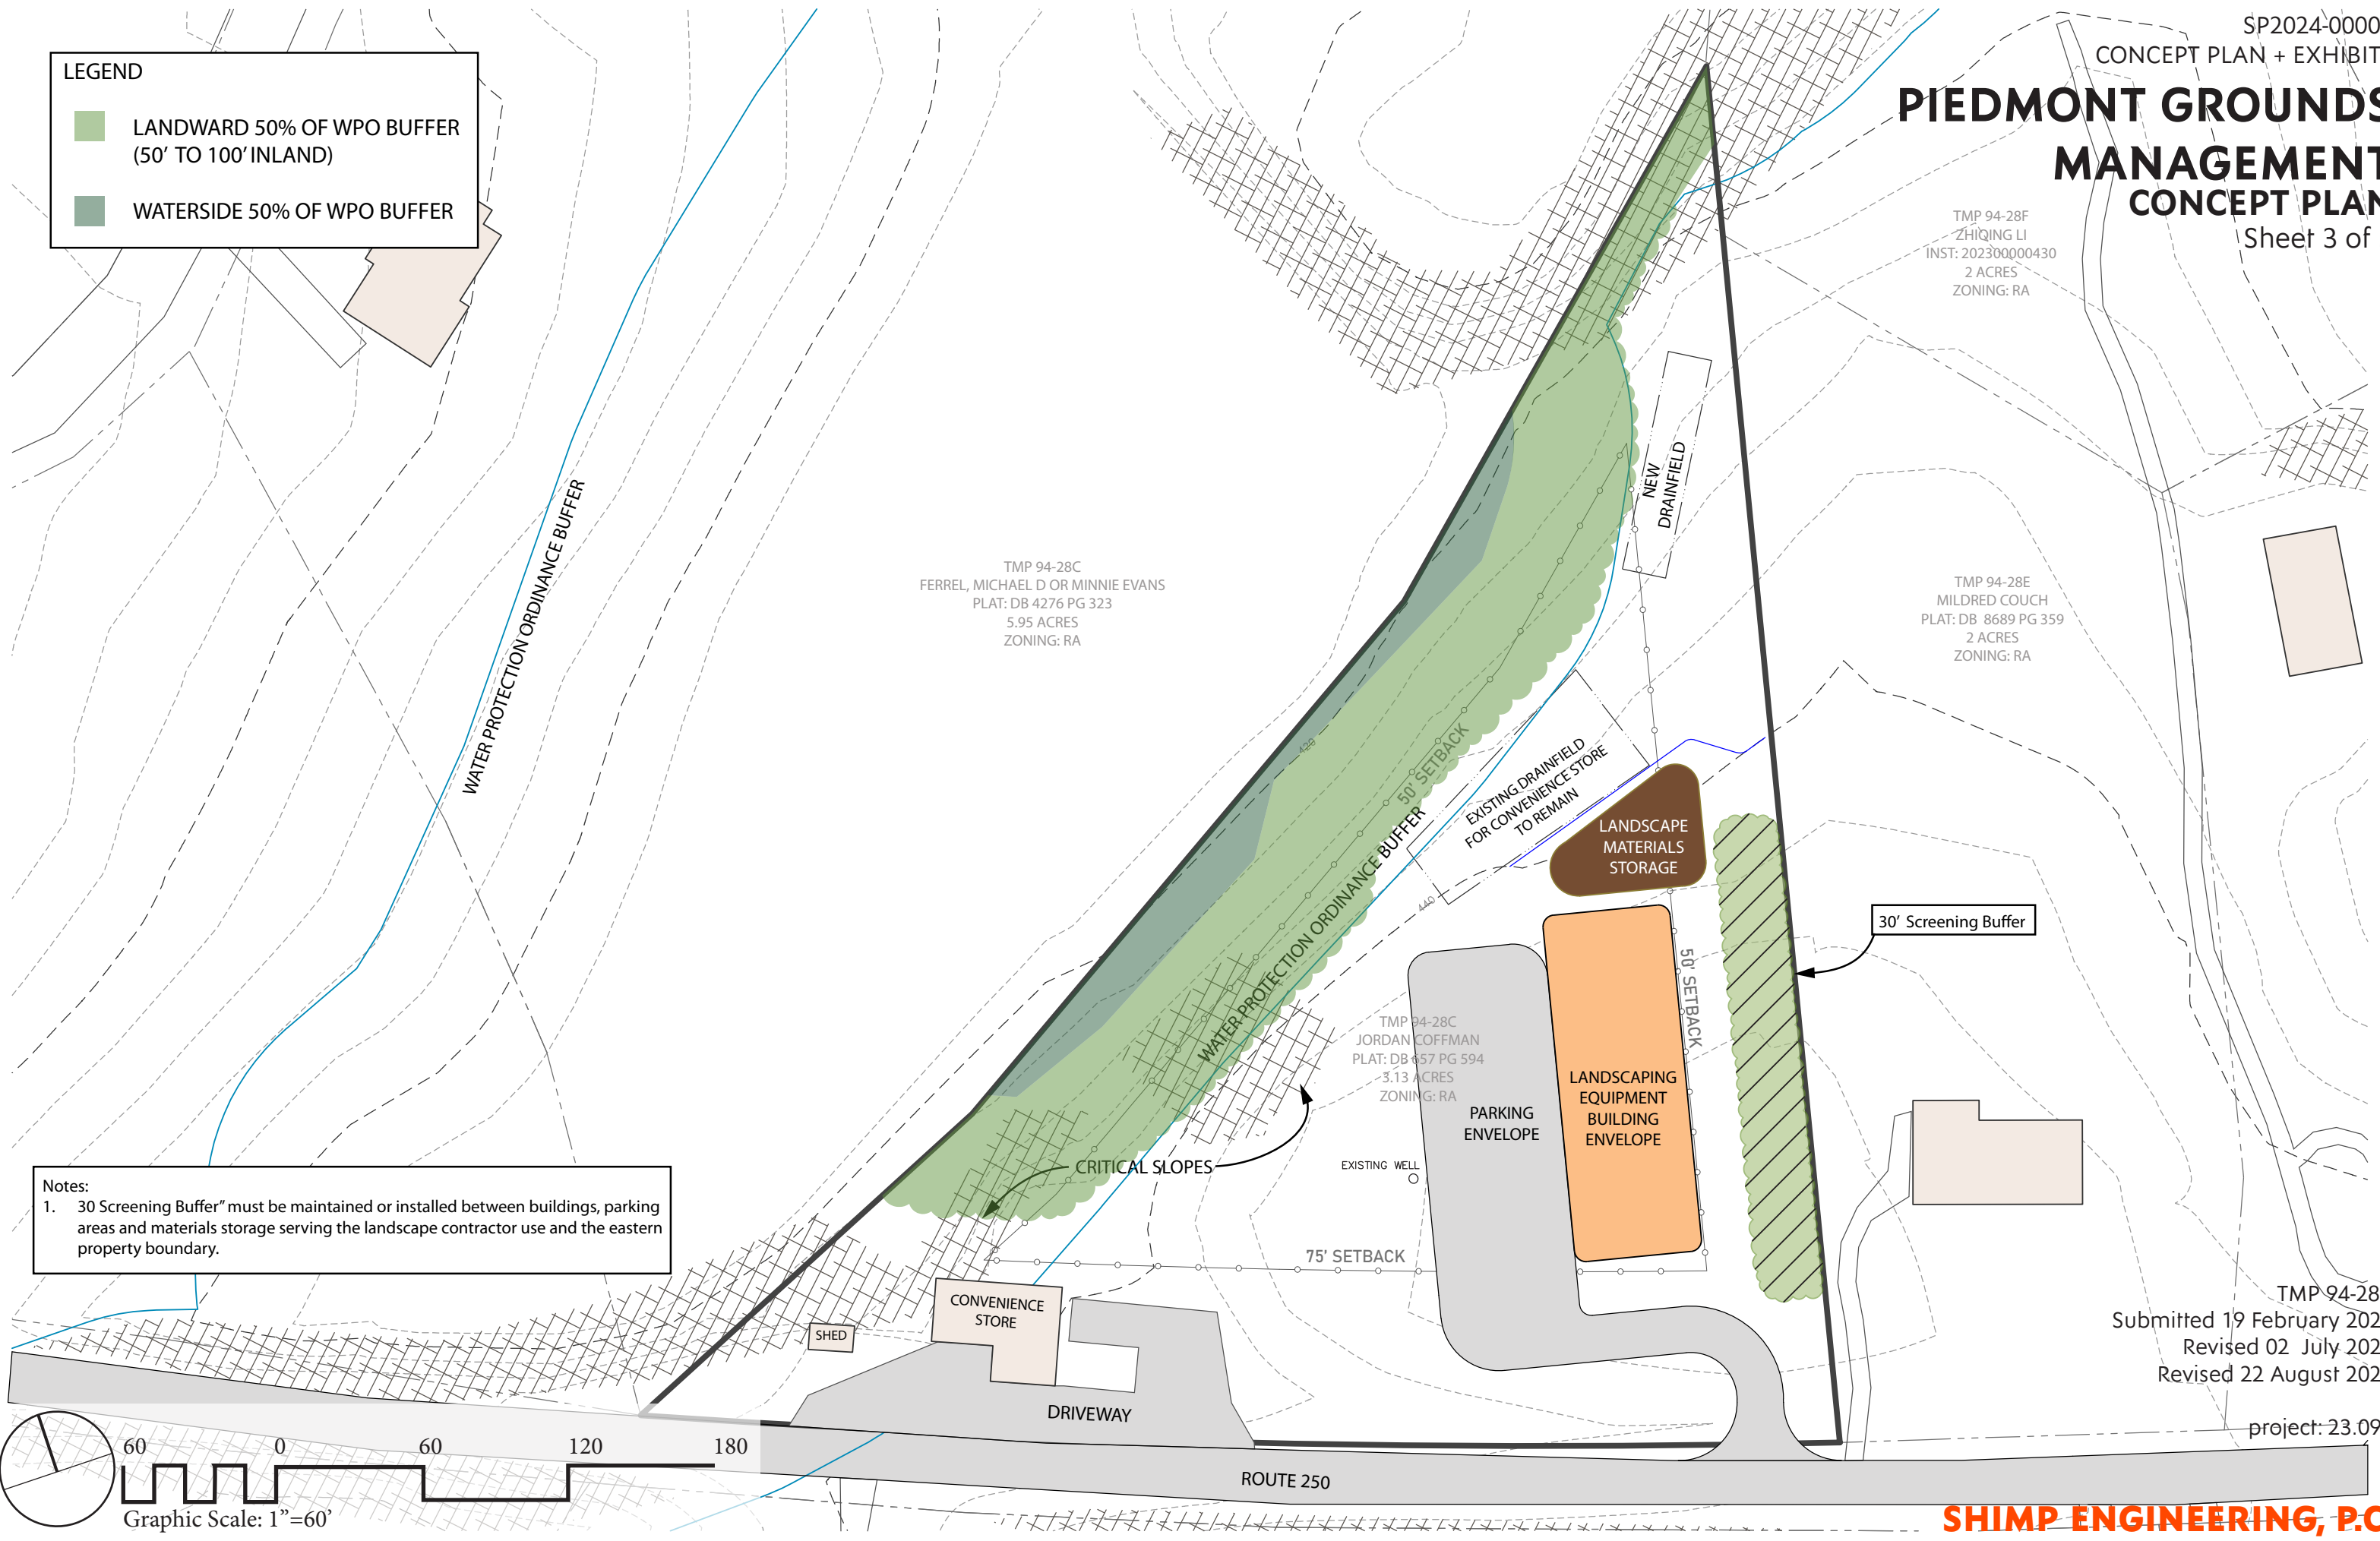 SP2024-0000
CONCEPT PLAN + EXHIBIT
PIEDMONT GROUNDS
MANAGEMENT
CONCEPT PLAN
Sheet 3 of
LEGEND
LANDWARD 50% OF WPO BUFFER
(50' TO 100' INLAND)
WATERSIDE 50% OF WPO BUFFER
TMP 94-28F
ZHIQING LI
INST: 202300000430
2 ACRES
ZONING: RA
WATER PROTECTION ORDINANCE BUFFER
TMP 94-28C
FERREL, MICHAEL D OR MINNIE EVANS
PLAT: DB 4276 PG 323
5.95 ACRES
ZONING: RA
NEW
DRAINFIELD
TMP 94-28E
MILDRED COUCH
PLAT: DB 8689 PG 359
2 ACRES
ZONING: RA
420
50' SETBACK
EXISTING DRAINFIELD
FOR CONVENIENCE STORE
TO REMAIN
LANDSCAPE
MATERIALS
STORAGE
440
WATER PROTECTION ORDINANCE BUFFER
30' Screening Buffer
50' SETBACK
TMP 94-28C
JORDAN COFFMAN
PLAT: DB 657 PG 594
3.13 ACRES
ZONING: RA
PARKING
ENVELOPE
LANDSCAPING
EQUIPMENT
BUILDING
ENVELOPE
EXISTING WELL
CRITICAL SLOPES
Notes:
1. 30 Screening Buffer" must be maintained or installed between buildings, parking
areas and materials storage serving the landscape contractor use and the eastern
property boundary.
75' SETBACK
CONVENIENCE
STORE
SHED
DRIVEWAY
ROUTE 250
TMP 94-28
Submitted 19 February 202
Revised 02 July 202
Revised 22 August 202
project: 23.09
60 0 60 120 180
Graphic Scale: 1"=60'
SHIMP ENGINEERING, P.C